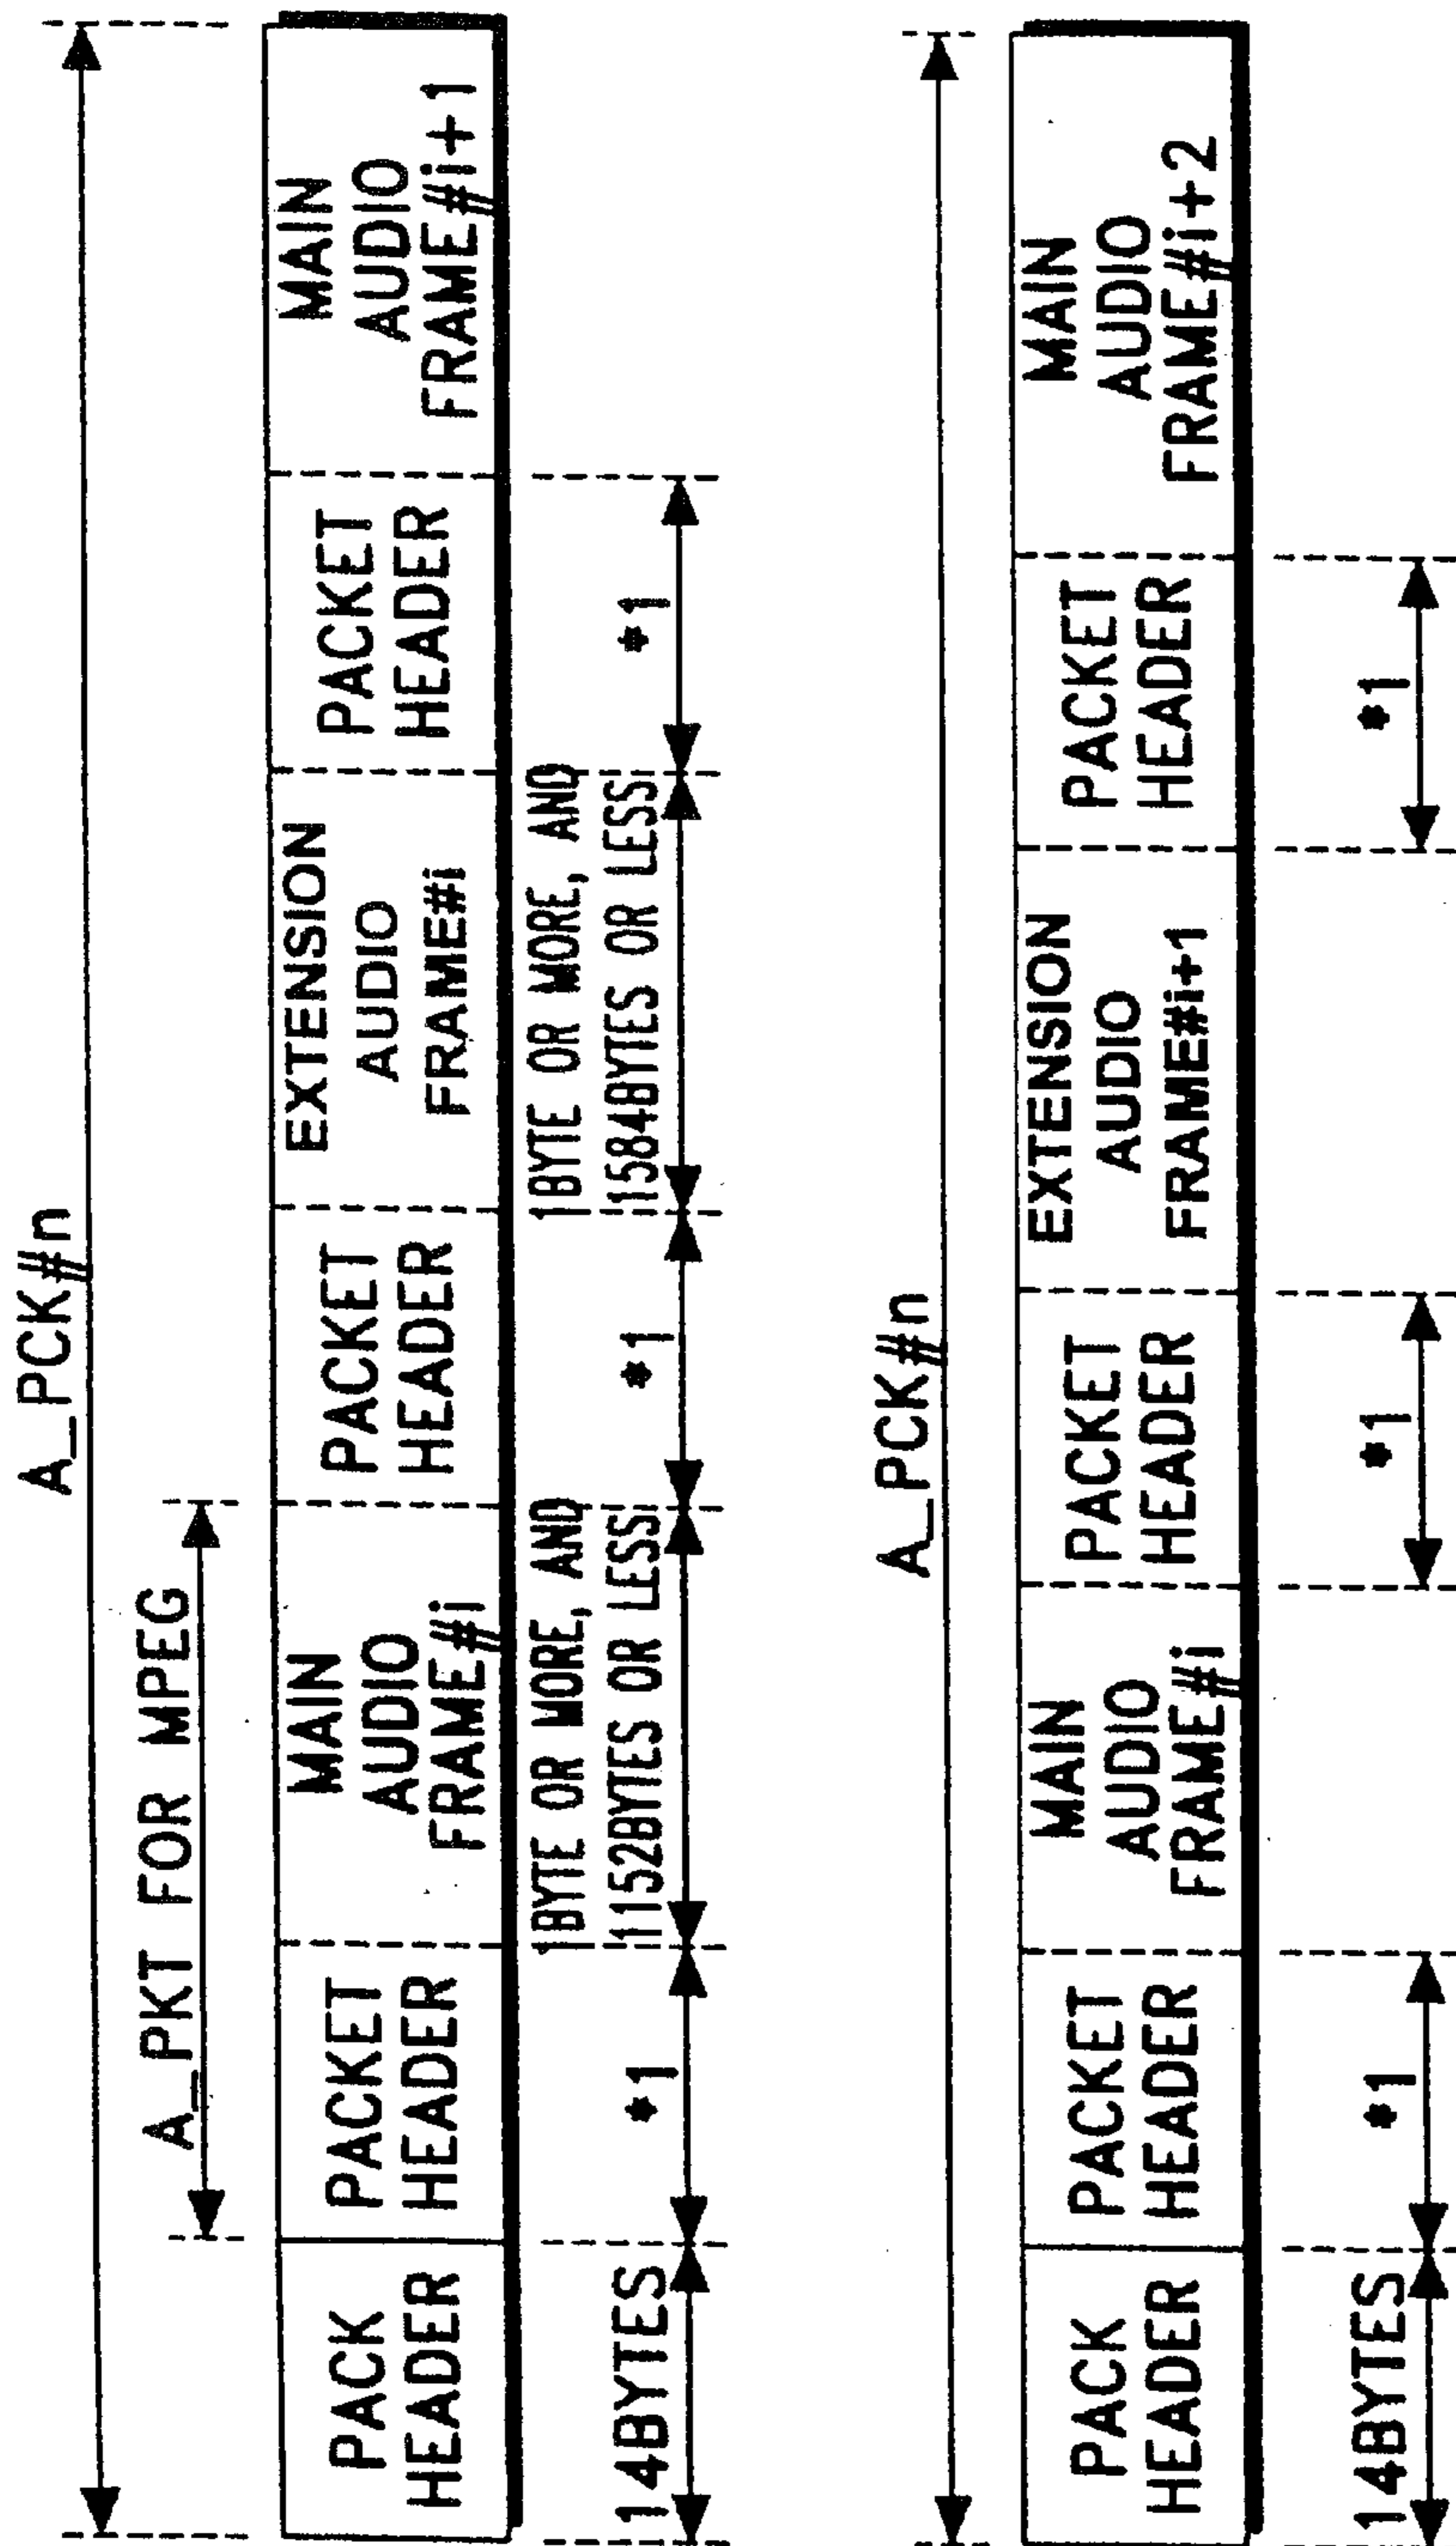 A_PCK#n
A_PKT FOR MPEG
PACK
HEADER
PACKET
HEADER
MAIN
AUDIO
FRAME#i
PACKET
HEADER
EXTENSION
AUDIO
FRAME#i
PACKET
HEADER
MAIN
AUDIO
FRAME#i+1
14BYTES
*1
1BYTE OR MORE, AND
1152BYTES OR LESS
*1
1BYTE OR MORE, AND
1584BYTES OR LESS
*1
A_PCK#n
PACK
HEADER
PACKET
HEADER
MAIN
AUDIO
FRAME#i
PACKET
HEADER
EXTENSION
AUDIO
FRAME#i+1
PACKET
HEADER
MAIN
AUDIO
FRAME#i+2
14BYTES
*1
*1
*1